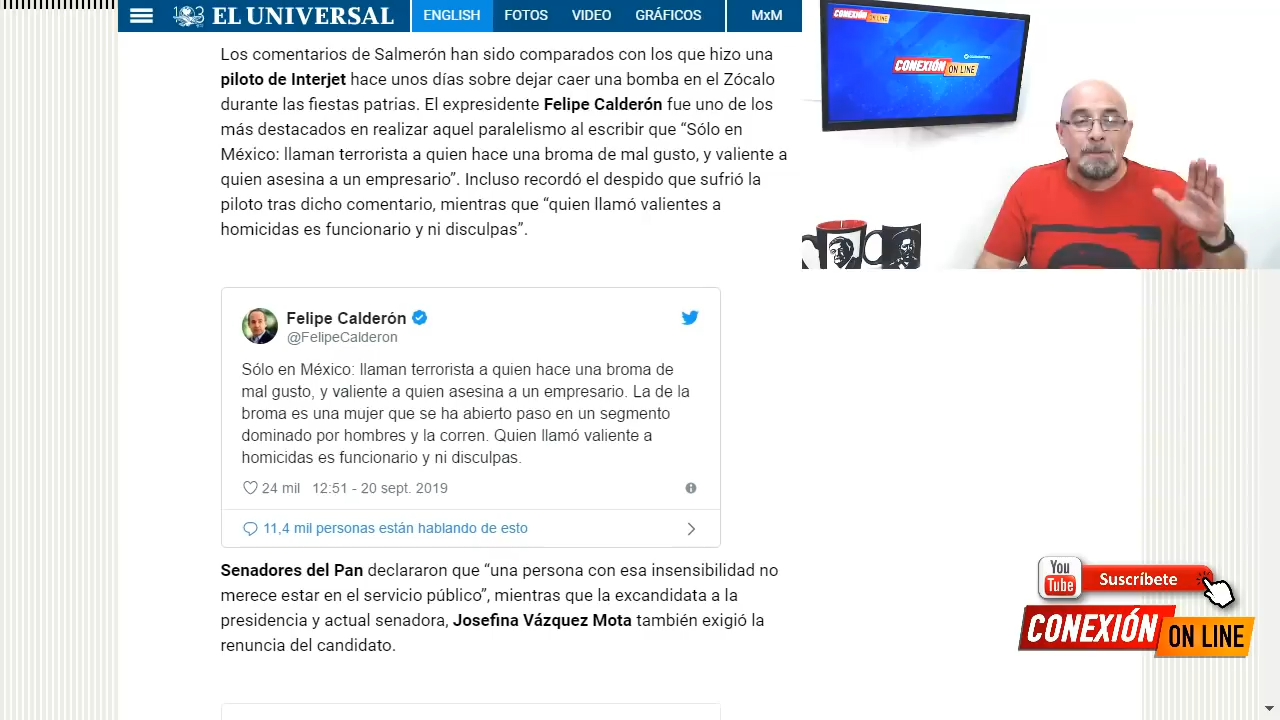 EL UNIVERSAL
ENGLISH
FOTOS
VIDEO
GRÁFICOS
MxM
Los comentarios de Salmerón han sido comparados con los que hizo una
piloto de Interjet hace unos días sobre dejar caer una bomba en el Zócalo
durante las fiestas patrias. El expresidente Felipe Calderón fue uno de los
más destacados en realizar aquel paralelismo al escribir que “Sólo en
México: llaman terrorista a quien hace una broma de mal gusto, y valiente a
quien asesina a un empresario”. Incluso recordó el despido que sufrió la
piloto tras dicho comentario, mientras que “quien llamó valientes a
homicidas es funcionario y ni disculpas”.
Felipe Calderón
@FelipeCalderon
Sólo en México: llaman terrorista a quien hace una broma de
mal gusto, y valiente a quien asesina a un empresario. La de la
broma es una mujer que se ha abierto paso en un segmento
dominado por hombres y la corren. Quien llamó valiente a
homicidas es funcionario y ni disculpas.
24 mil 12:51 - 20 sept. 2019
11,4 mil personas están hablando de esto
Senadores del Pan declararon que “una persona con esa insensibilidad no
merece estar en el servicio público”, mientras que la excandidata a la
presidencia y actual senadora, Josefina Vázquez Mota también exigió la
renuncia del candidato.
CONEXIÓN ON LINE
CONEXIÓN ON LINE
You
Tube
Suscríbete
CONEXIÓN ON LINE